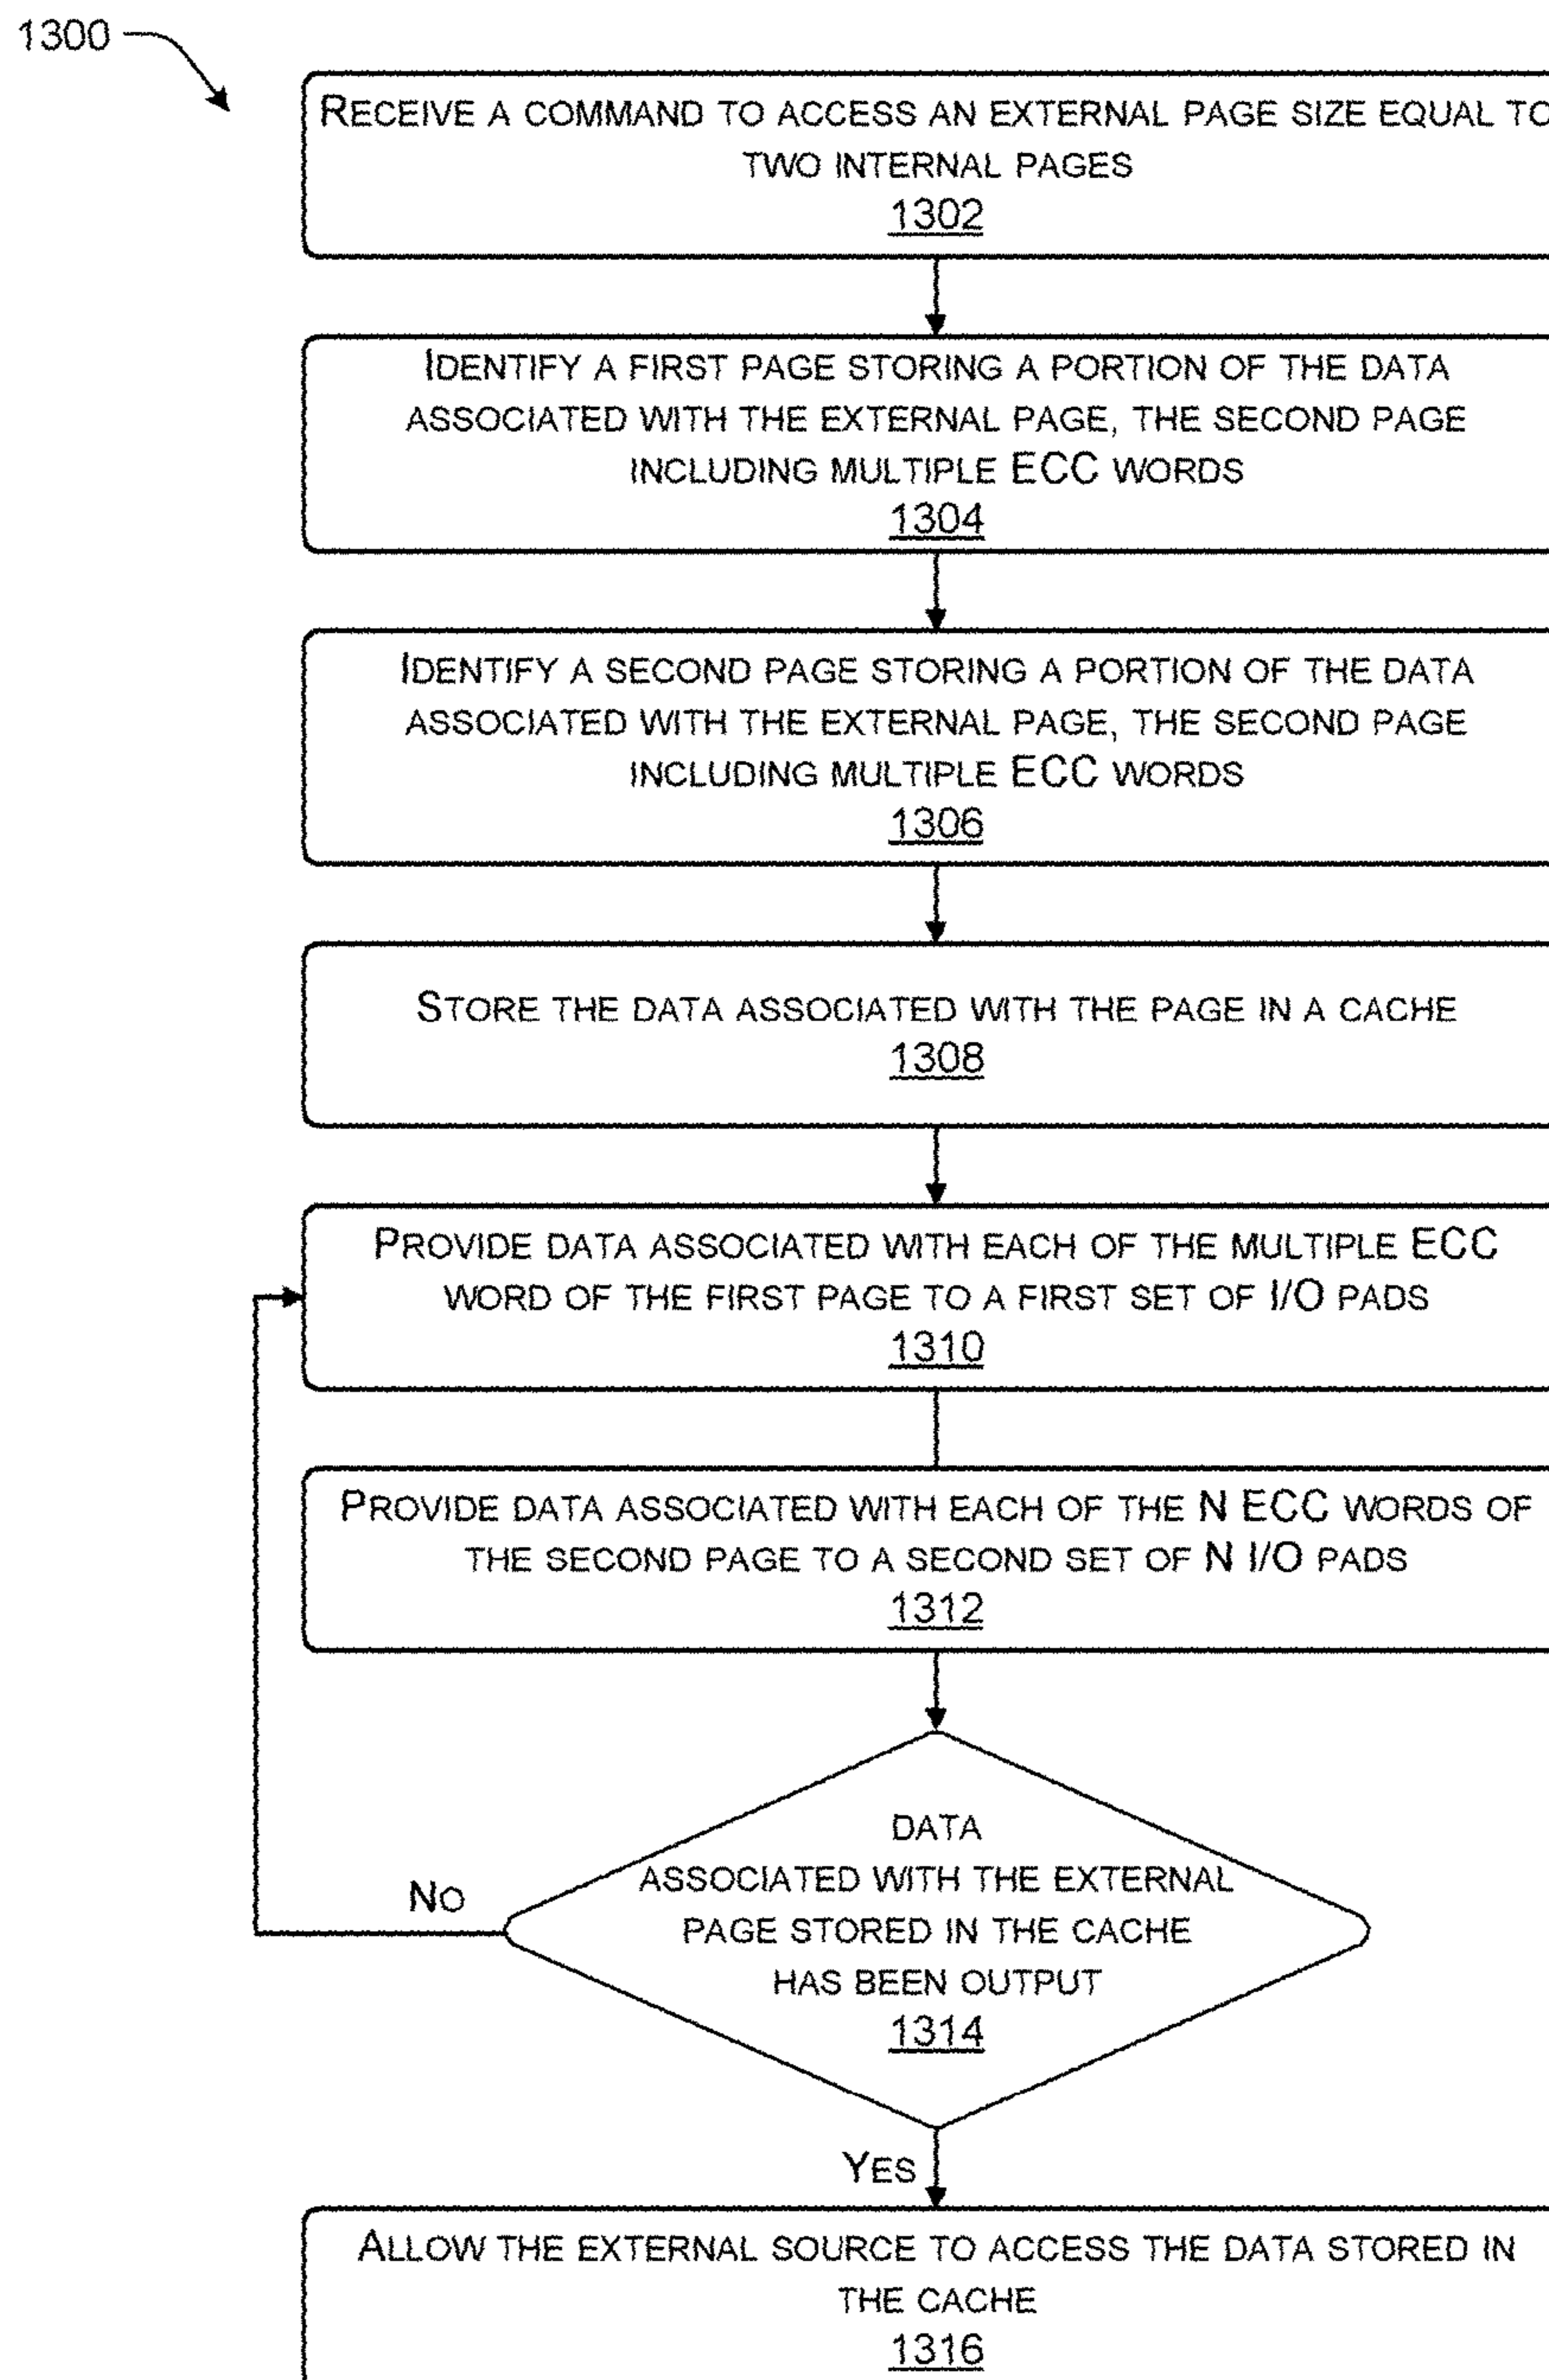 1300
RECEIVE A COMMAND TO ACCESS AN EXTERNAL PAGE SIZE EQUAL TO
TWO INTERNAL PAGES
1302
IDENTIFY A FIRST PAGE STORING A PORTION OF THE DATA
ASSOCIATED WITH THE EXTERNAL PAGE, THE SECOND PAGE
INCLUDING MULTIPLE ECC WORDS
1304
IDENTIFY A SECOND PAGE STORING A PORTION OF THE DATA
ASSOCIATED WITH THE EXTERNAL PAGE, THE SECOND PAGE
INCLUDING MULTIPLE ECC WORDS
1306
STORE THE DATA ASSOCIATED WITH THE PAGE IN A CACHE
1308
PROVIDE DATA ASSOCIATED WITH EACH OF THE MULTIPLE ECC
WORD OF THE FIRST PAGE TO A FIRST SET OF I/O PADS
1310
PROVIDE DATA ASSOCIATED WITH EACH OF THE N ECC WORDS OF
THE SECOND PAGE TO A SECOND SET OF N I/O PADS
1312
DATA
ASSOCIATED WITH THE EXTERNAL
PAGE STORED IN THE CACHE
HAS BEEN OUTPUT
1314
NO
YES
ALLOW THE EXTERNAL SOURCE TO ACCESS THE DATA STORED IN
THE CACHE
1316